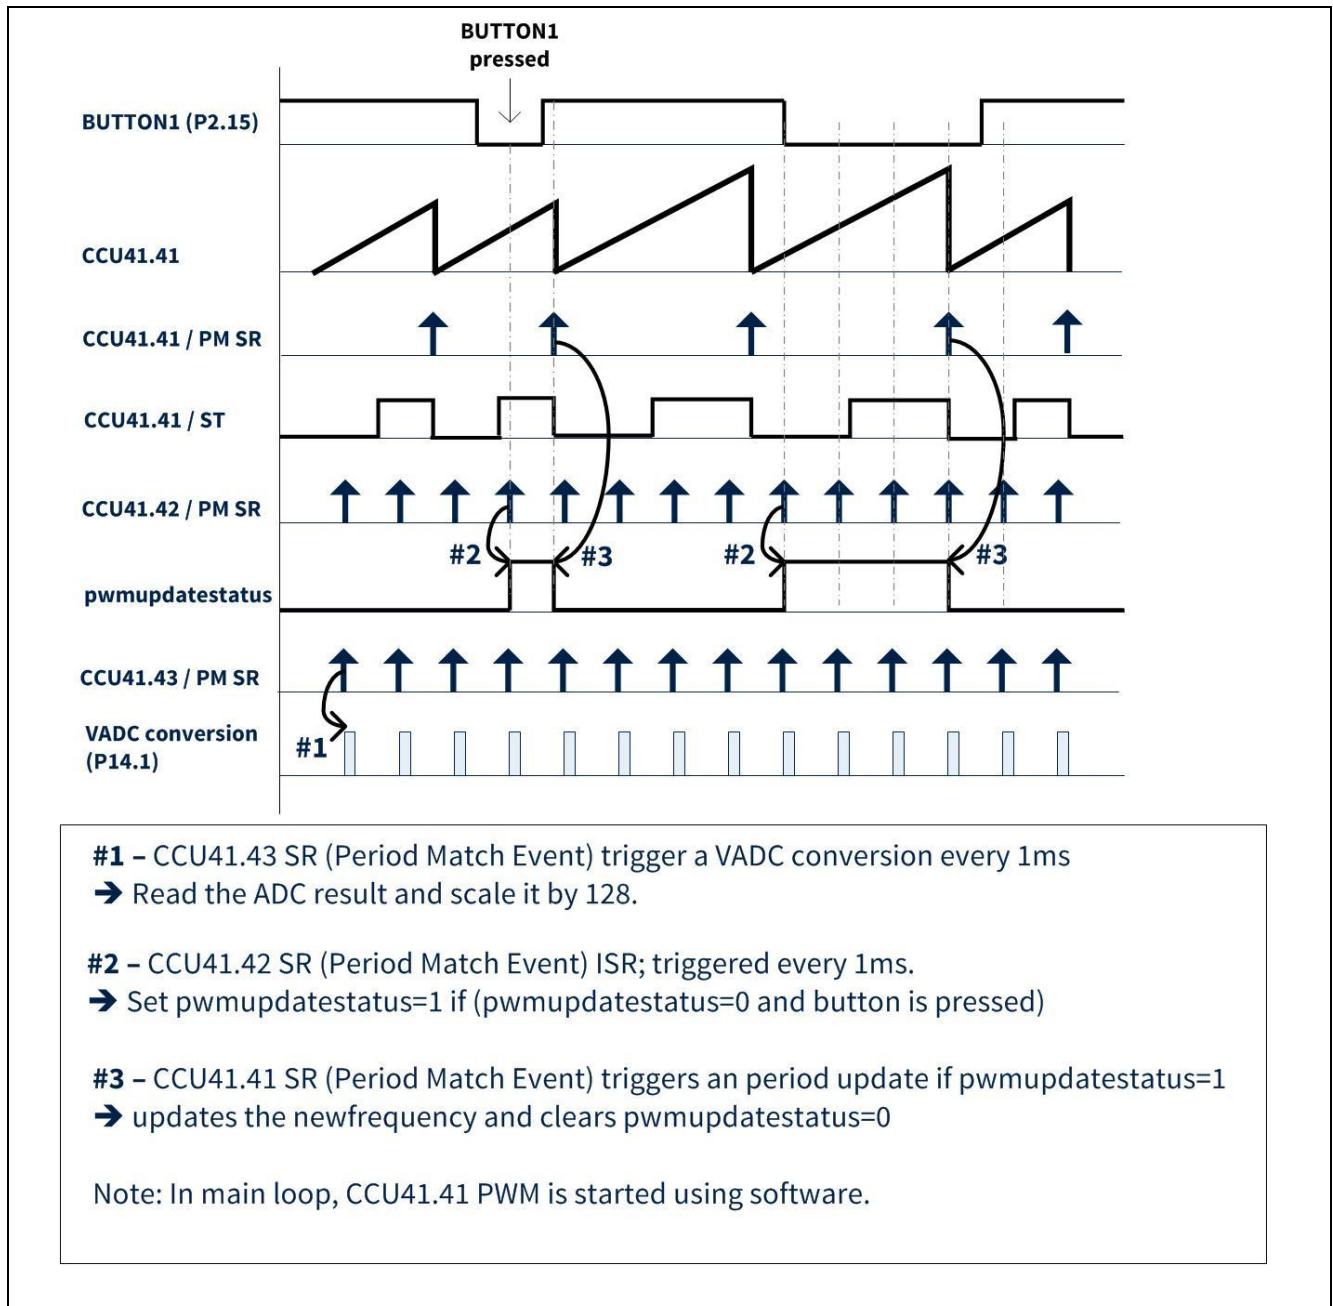 BUTTON1
pressed
BUTTON1 (P2.15)
CCU41.41
CCU41.41 / PM SR
CCU41.41 / ST
CCU41.42 / PM SR
#2
#3
#2
#3
pwmupdatestatus
CCU41.43 / PM SR
VADC conversion
(P14.1)
#1
#1 – CCU41.43 SR (Period Match Event) trigger a VADC conversion every 1ms
➔ Read the ADC result and scale it by 128.
#2 – CCU41.42 SR (Period Match Event) ISR; triggered every 1ms.
➔ Set pwmupdatestatus=1 if (pwmupdatestatus=0 and button is pressed)
#3 – CCU41.41 SR (Period Match Event) triggers an period update if pwmupdatestatus=1
➔ updates the newfrequency and clears pwmupdatestatus=0
Note: In main loop, CCU41.41 PWM is started using software.